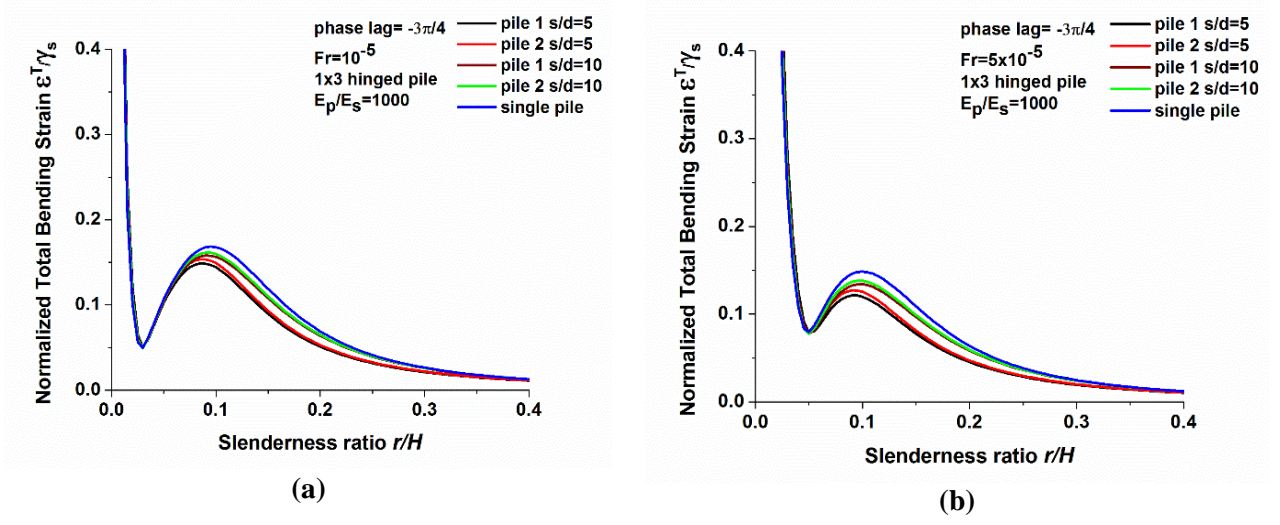 phase lag= -3π/4
Fr=10⁻⁵
1x3 hinged pile
Eₚ/Eₛ=1000
pile 1 s/d=5
pile 2 s/d=5
pile 1 s/d=10
pile 2 s/d=10
single pile
Normalized Total Bending Strain εᵀ/γₛ
0.4
0.3
0.2
0.1
0.0
0.0 0.1 0.2 0.3 0.4
Slenderness ratio r/H
(a)
phase lag= -3π/4
Fr=5x10⁻⁵
1x3 hinged pile
Eₚ/Eₛ=1000
pile 1 s/d=5
pile 2 s/d=5
pile 1 s/d=10
pile 2 s/d=10
single pile
Normalized Total Bending Strain εᵀ/γₛ
0.4
0.3
0.2
0.1
0.0
0.0 0.1 0.2 0.3 0.4
Slenderness ratio r/H
(b)